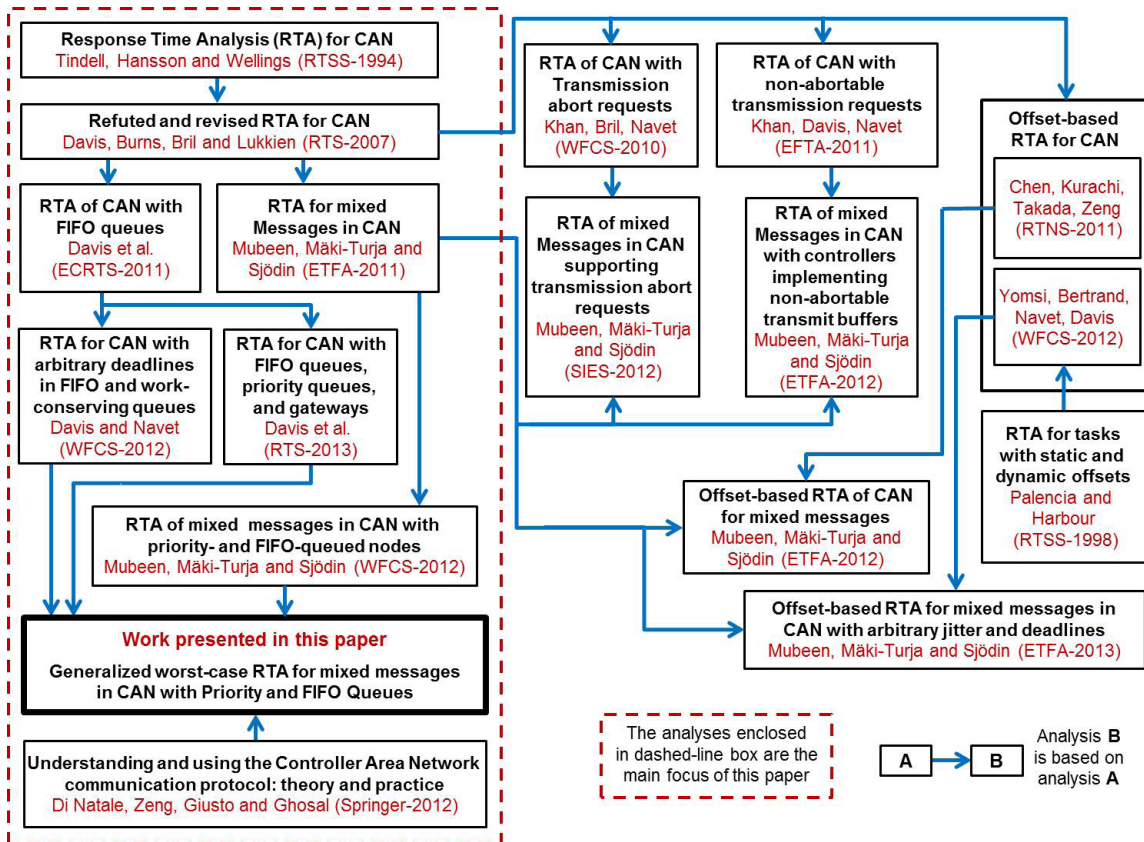 Response Time Analysis (RTA) for CAN
Tindell, Hansson and Wellings (RTSS-1994)
Refuted and revised RTA for CAN
Davis, Burns, Bril and Lukkien (RTS-2007)
RTA of CAN with
FIFO queues
Davis et al.
(ECRTS-2011)
RTA for mixed
Messages in CAN
Mubeen, Mäki-Turja and
Sjödin (ETFA-2011)
RTA for CAN with
arbitrary deadlines
in FIFO and work-
conserving queues
Davis and Navet
(WFCS-2012)
RTA for CAN with
FIFO queues,
priority queues,
and gateways
Davis et al.
(RTS-2013)
RTA of mixed messages in CAN with
priority- and FIFO-queued nodes
Mubeen, Mäki-Turja and Sjödin (WFCS-2012)
Work presented in this paper
Generalized worst-case RTA for mixed messages
in CAN with Priority and FIFO Queues
Understanding and using the Controller Area Network
communication protocol: theory and practice
Di Natale, Zeng, Giusto and Ghosal (Springer-2012)
RTA of CAN with
Transmission
abort requests
Khan, Bril, Navet
(WFCS-2010)
RTA of CAN with
non-abortable
transmission requests
Khan, Davis, Navet
(EFTA-2011)
RTA of mixed
Messages in CAN
supporting
transmission abort
requests
Mubeen, Mäki-Turja
and Sjödin
(SIES-2012)
RTA of mixed
Messages in CAN
with controllers
implementing
non-abortable
transmit buffers
Mubeen, Mäki-Turja
and Sjödin
(ETFA-2012)
Offset-based
RTA for CAN
Chen, Kurachi,
Takada, Zeng
(RTNS-2011)
Yomsi, Bertrand,
Navet, Davis
(WFCS-2012)
RTA for tasks
with static and
dynamic offsets
Palencia and
Harbour
(RTSS-1998)
Offset-based RTA of CAN
for mixed messages
Mubeen, Mäki-Turja and
Sjödin (ETFA-2012)
Offset-based RTA for mixed messages in
CAN with arbitrary jitter and deadlines
Mubeen, Mäki-Turja and Sjödin (ETFA-2013)
The analyses enclosed
in dashed-line box are the
main focus of this paper
A
B
Analysis B
is based on
analysis A